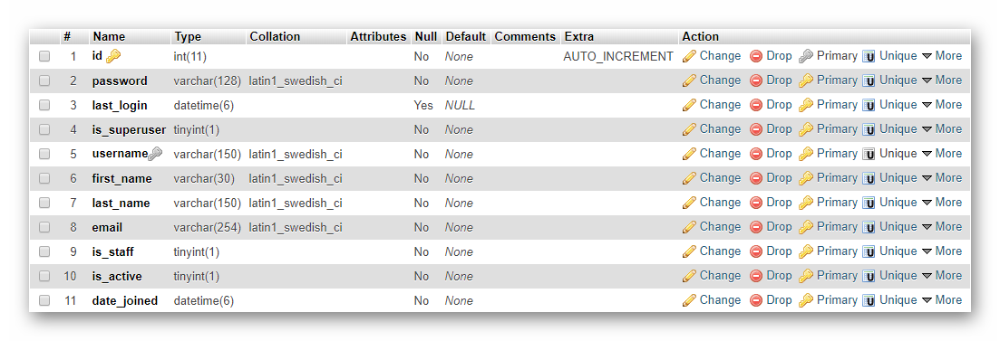 # Name Type Collation Attributes Null Default Comments Extra Action
1 id int(11) No None AUTO_INCREMENT Change Drop Primary Unique More
2 password varchar(128) latin1_swedish_ci No None Change Drop Primary Unique More
3 last_login datetime(6) Yes NULL Change Drop Primary Unique More
4 is_superuser tinyint(1) No None Change Drop Primary Unique More
5 username varchar(150) latin1_swedish_ci No None Change Drop Primary Unique More
6 first_name varchar(30) latin1_swedish_ci No None Change Drop Primary Unique More
7 last_name varchar(150) latin1_swedish_ci No None Change Drop Primary Unique More
8 email varchar(254) latin1_swedish_ci No None Change Drop Primary Unique More
9 is_staff tinyint(1) No None Change Drop Primary Unique More
10 is_active tinyint(1) No None Change Drop Primary Unique More
11 date_joined datetime(6) No None Change Drop Primary Unique More